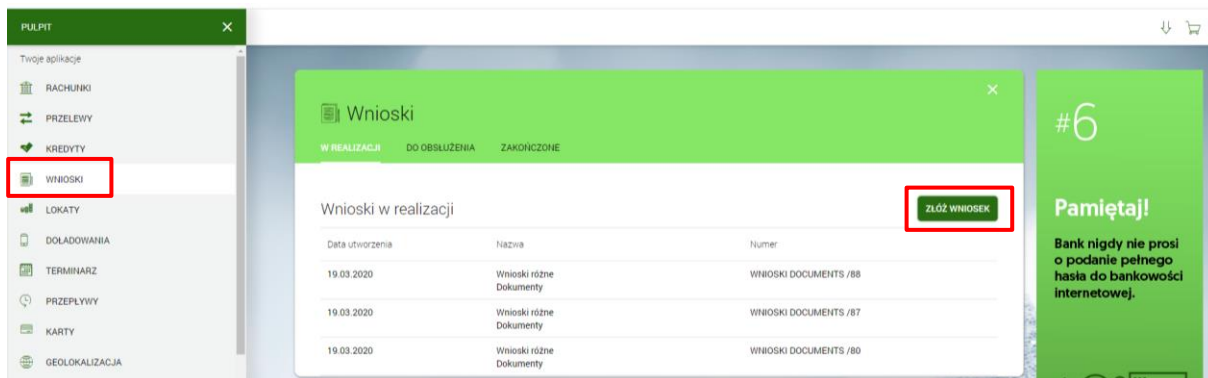 PULPIT
Twoje aplikacje
RACHUNKI
PRZELEWY
KREDYTY
WNIOSKI
LOKATY
DOŁADOWANIA
TERMINARZ
PRZEPŁYWY
KARTY
GEOLOKALIZACJA
Wnioski
W REALIZACJI DO OBSŁUŻENIA ZAKOŃCZONE
Wnioski w realizacji ZŁÓŻ WNIOSEK
Data utworzenia Nazwa Numer
19.03.2020 Wnioski różne WNIOSKI DOCUMENTS /88
Dokumenty
19.03.2020 Wnioski różne WNIOSKI DOCUMENTS /87
Dokumenty
19.03.2020 Wnioski różne WNIOSKI DOCUMENTS /80
Dokumenty
#6
Pamiętaj!
Bank nigdy nie prosi
o podanie pełnego
hasła do bankowości
internetowej.